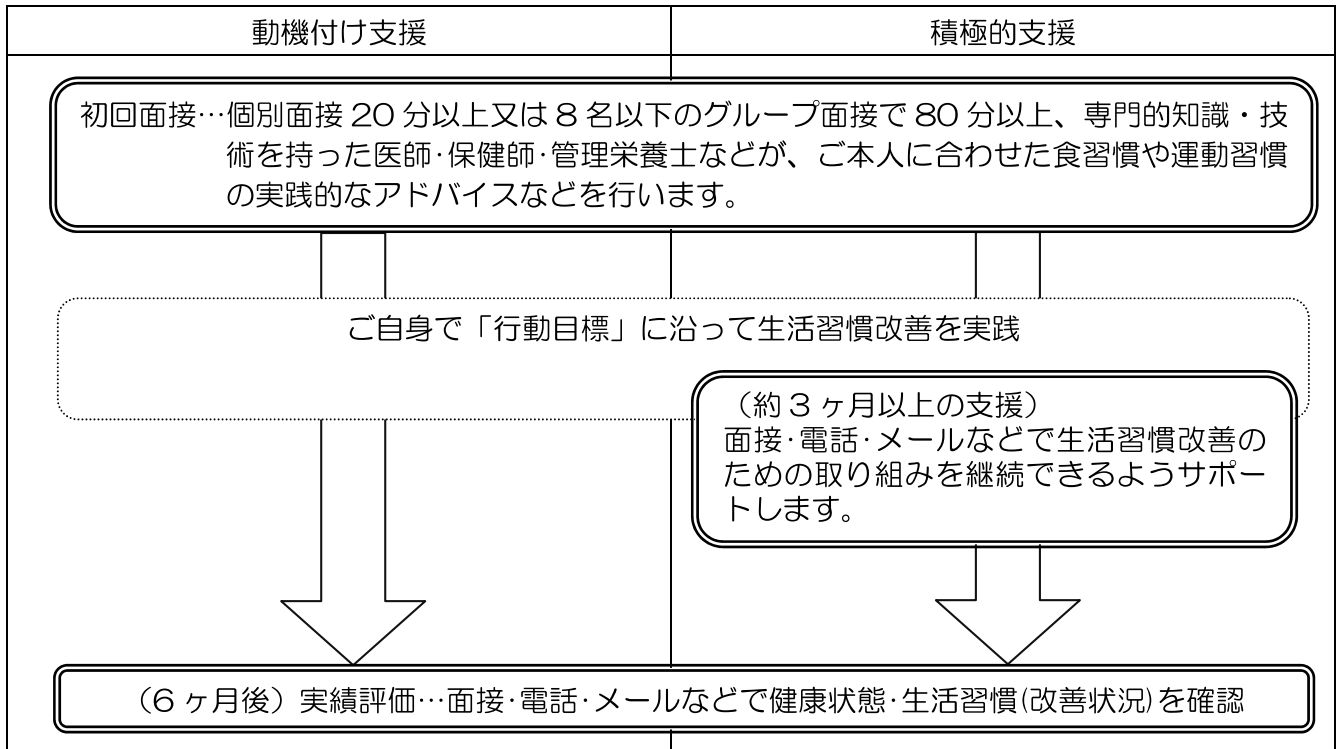 動機付け支援
積極的支援
初回面接…個別面接 20 分以上又は 8 名以下のグループ面接で 80 分以上、専門的知識・技
術を持った医師･保健師･管理栄養士などが、ご本人に合わせた食習慣や運動習慣
の実践的なアドバイスなどを行います。
ご自身で「行動目標」に沿って生活習慣改善を実践
（約 3 ヶ月以上の支援）
面接･電話･メールなどで生活習慣改善の
ための取り組みを継続できるようサポー
トします。
（6 ヶ月後）実績評価…面接･電話･メールなどで健康状態･生活習慣(改善状況)を確認